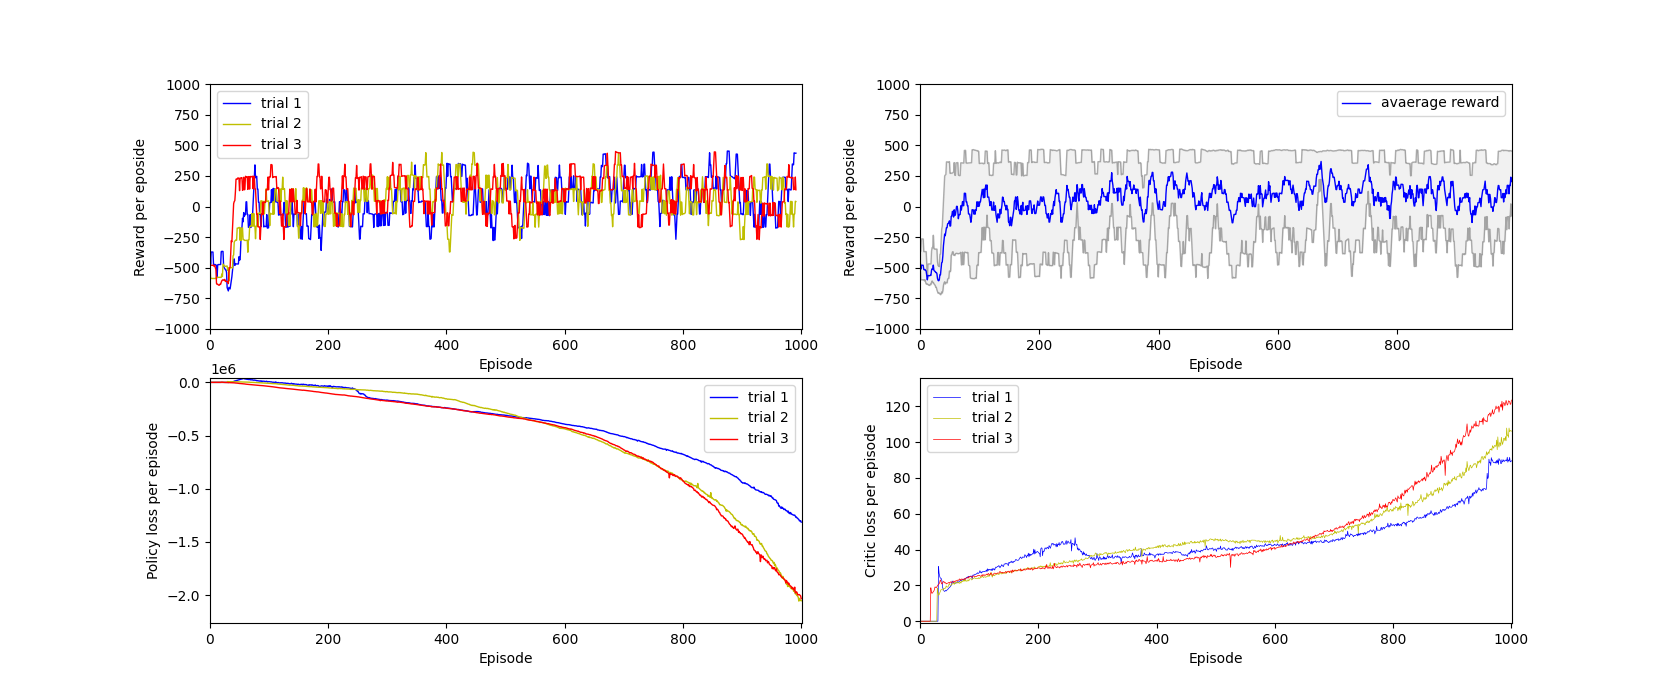 1000
750
500
250
0
−250
−500
−750
−1000
Reward per eposide
trial 1
trial 2
trial 3
0
200
400
600
800
1000
Episode
1000
750
500
250
0
−250
−500
−750
−1000
Reward per eposide
avaerage reward
0
200
400
600
800
Episode
1e6
0.0
−0.5
−1.0
−1.5
−2.0
Policy loss per episode
trial 1
trial 2
trial 3
0
200
400
600
800
1000
Episode
120
100
80
60
40
20
0
Critic loss per episode
trial 1
trial 2
trial 3
0
200
400
600
800
1000
Episode